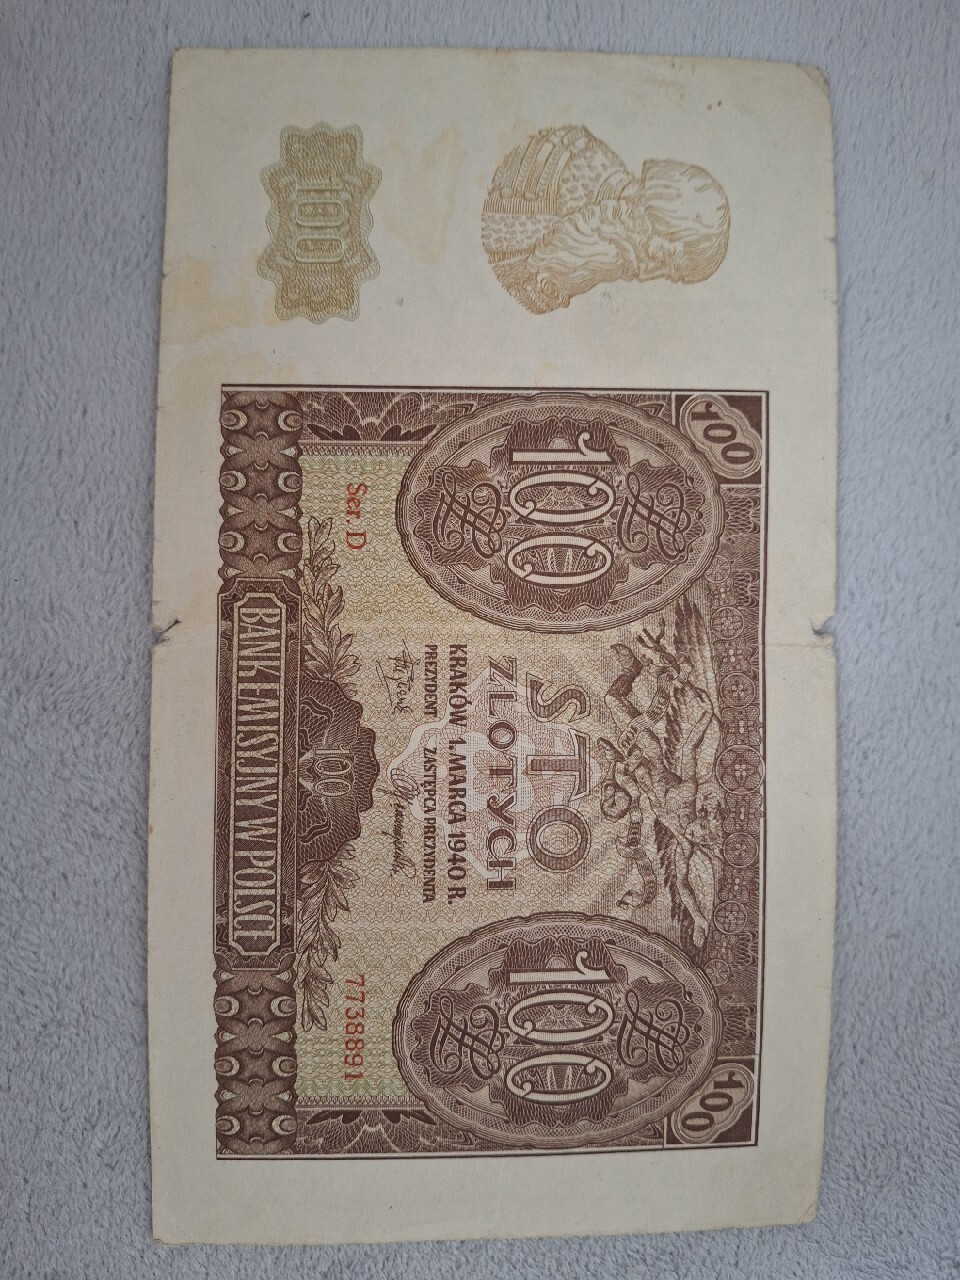 100
100
100
100
STO
ZŁOTYCH
KRAKÓW 1. MARCA 1940 R.
PREZYDENT ZASTĘPCA PREZYDENTA
Ser. D
7738891
100
100
BANK EMISYJNY W POLSCE